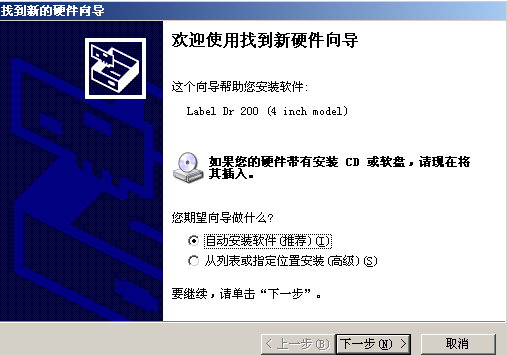 找到新的硬件向导
欢迎使用找到新硬件向导
这个向导帮助您安装软件:
Label Dr 200 (4 inch model)
如果您的硬件带有安装 CD 或软盘，请现在将
其插入。
您期望向导做什么?
自动安装软件(推荐)(I)
从列表或指定位置安装(高级)(S)
要继续，请单击“下一步”。
< 上一步(B) 下一步(N) > 取消